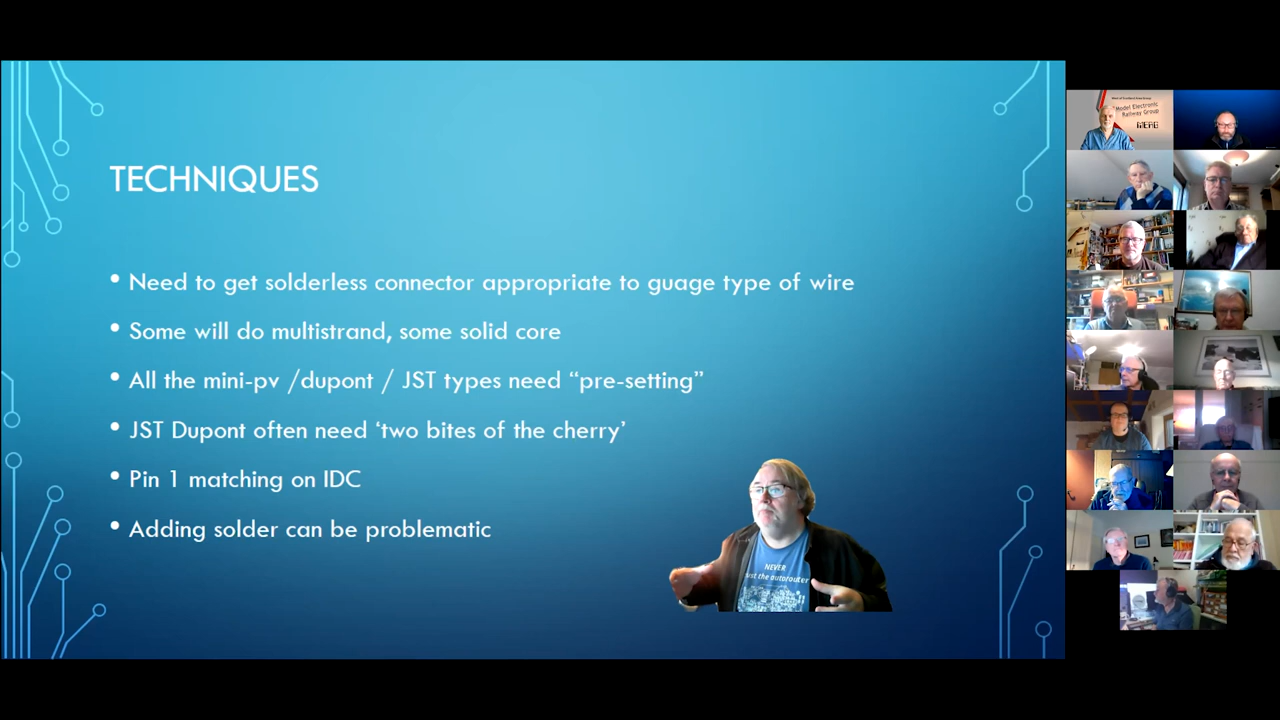 TECHNIQUES
• Need to get solderless connector appropriate to guage type of wire
• Some will do multistrand, some solid core
• All the mini-pv /dupont / JST types need “pre-setting”
• JST Dupont often need ‘two bites of the cherry’
• Pin 1 matching on IDC
• Adding solder can be problematic
NEVER
the autorouter
Model Electronic
Railway Group
MERG